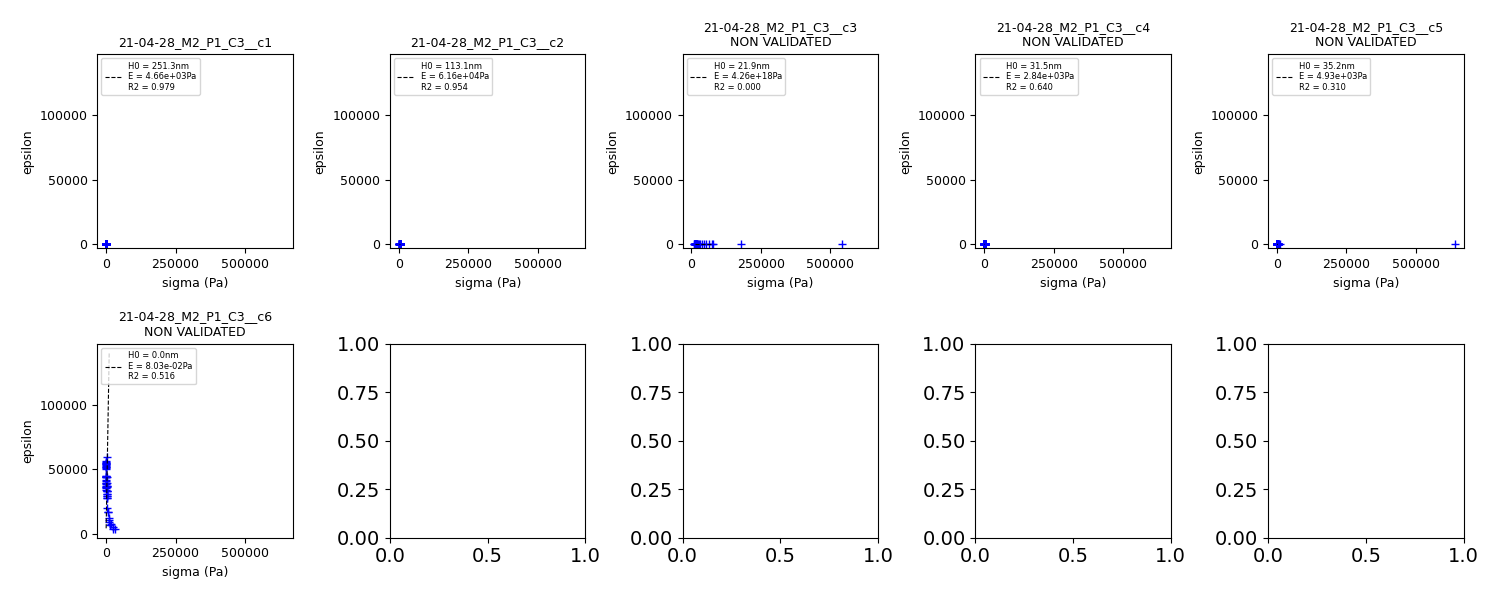 21-04-28_M2_P1_C3__c1
H0 = 251.3nm
E = 4.66e+03Pa
R2 = 0.979
100000
50000
0
epsilon
0 250000 500000
sigma (Pa)
21-04-28_M2_P1_C3__c2
H0 = 113.1nm
E = 6.16e+04Pa
R2 = 0.954
100000
50000
0
epsilon
0 250000 500000
sigma (Pa)
21-04-28_M2_P1_C3__c3
NON VALIDATED
H0 = 21.9nm
E = 4.26e+18Pa
R2 = 0.000
100000
50000
0
epsilon
0 250000 500000
sigma (Pa)
21-04-28_M2_P1_C3__c4
NON VALIDATED
H0 = 31.5nm
E = 2.84e+03Pa
R2 = 0.640
100000
50000
0
epsilon
0 250000 500000
sigma (Pa)
21-04-28_M2_P1_C3__c5
NON VALIDATED
H0 = 35.2nm
E = 4.93e+03Pa
R2 = 0.310
100000
50000
0
epsilon
0 250000 500000
sigma (Pa)
21-04-28_M2_P1_C3__c6
NON VALIDATED
H0 = 0.0nm
E = 8.03e-02Pa
R2 = 0.516
100000
50000
0
epsilon
0 250000 500000
sigma (Pa)
1.00
0.75
0.50
0.25
0.00
0.0 0.5 1.0
1.00
0.75
0.50
0.25
0.00
0.0 0.5 1.0
1.00
0.75
0.50
0.25
0.00
0.0 0.5 1.0
1.00
0.75
0.50
0.25
0.00
0.0 0.5 1.0